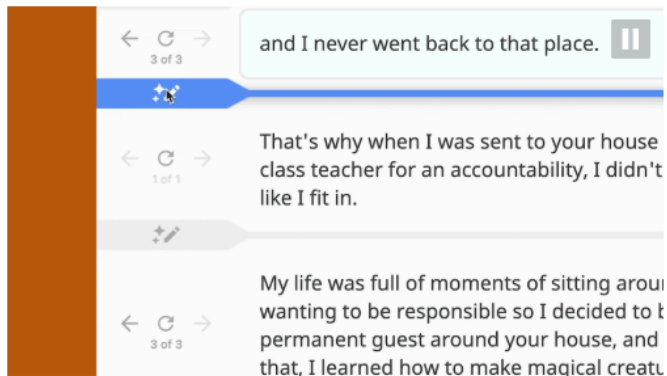 and I never went back to that place.
3 of 3
That's why when I was sent to your house
class teacher for an accountability, I didn't
like I fit in.
1 of 1
My life was full of moments of sitting arour
wanting to be responsible so I decided to b
permanent guest around your house, and
that, I learned how to make magical creatu
3 of 3